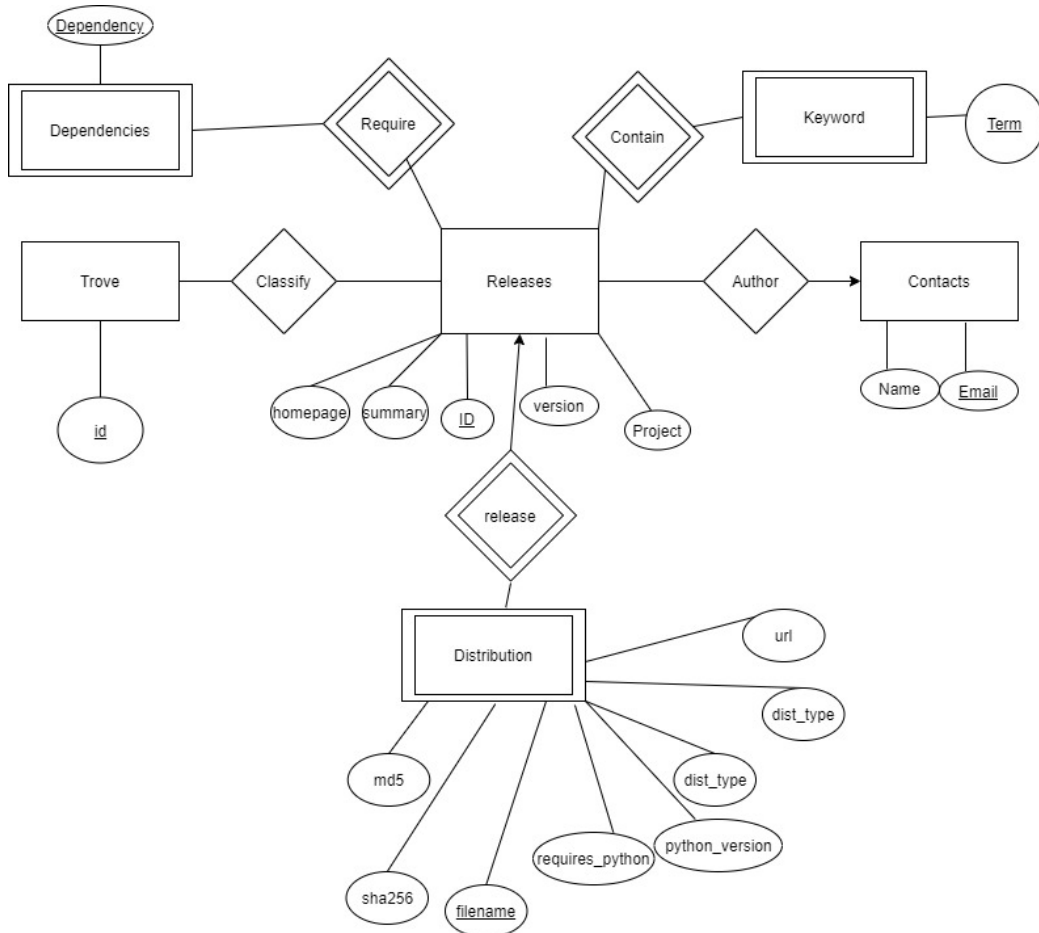 Dependency
Dependencies
Require
Contain
Keyword
Term
Trove
Classify
Releases
Author
Contacts
homepage
summary
ID
version
Project
Name
Email
id
release
Distribution
url
dist_type
md5
dist_type
python_version
requires_python
sha256
filename